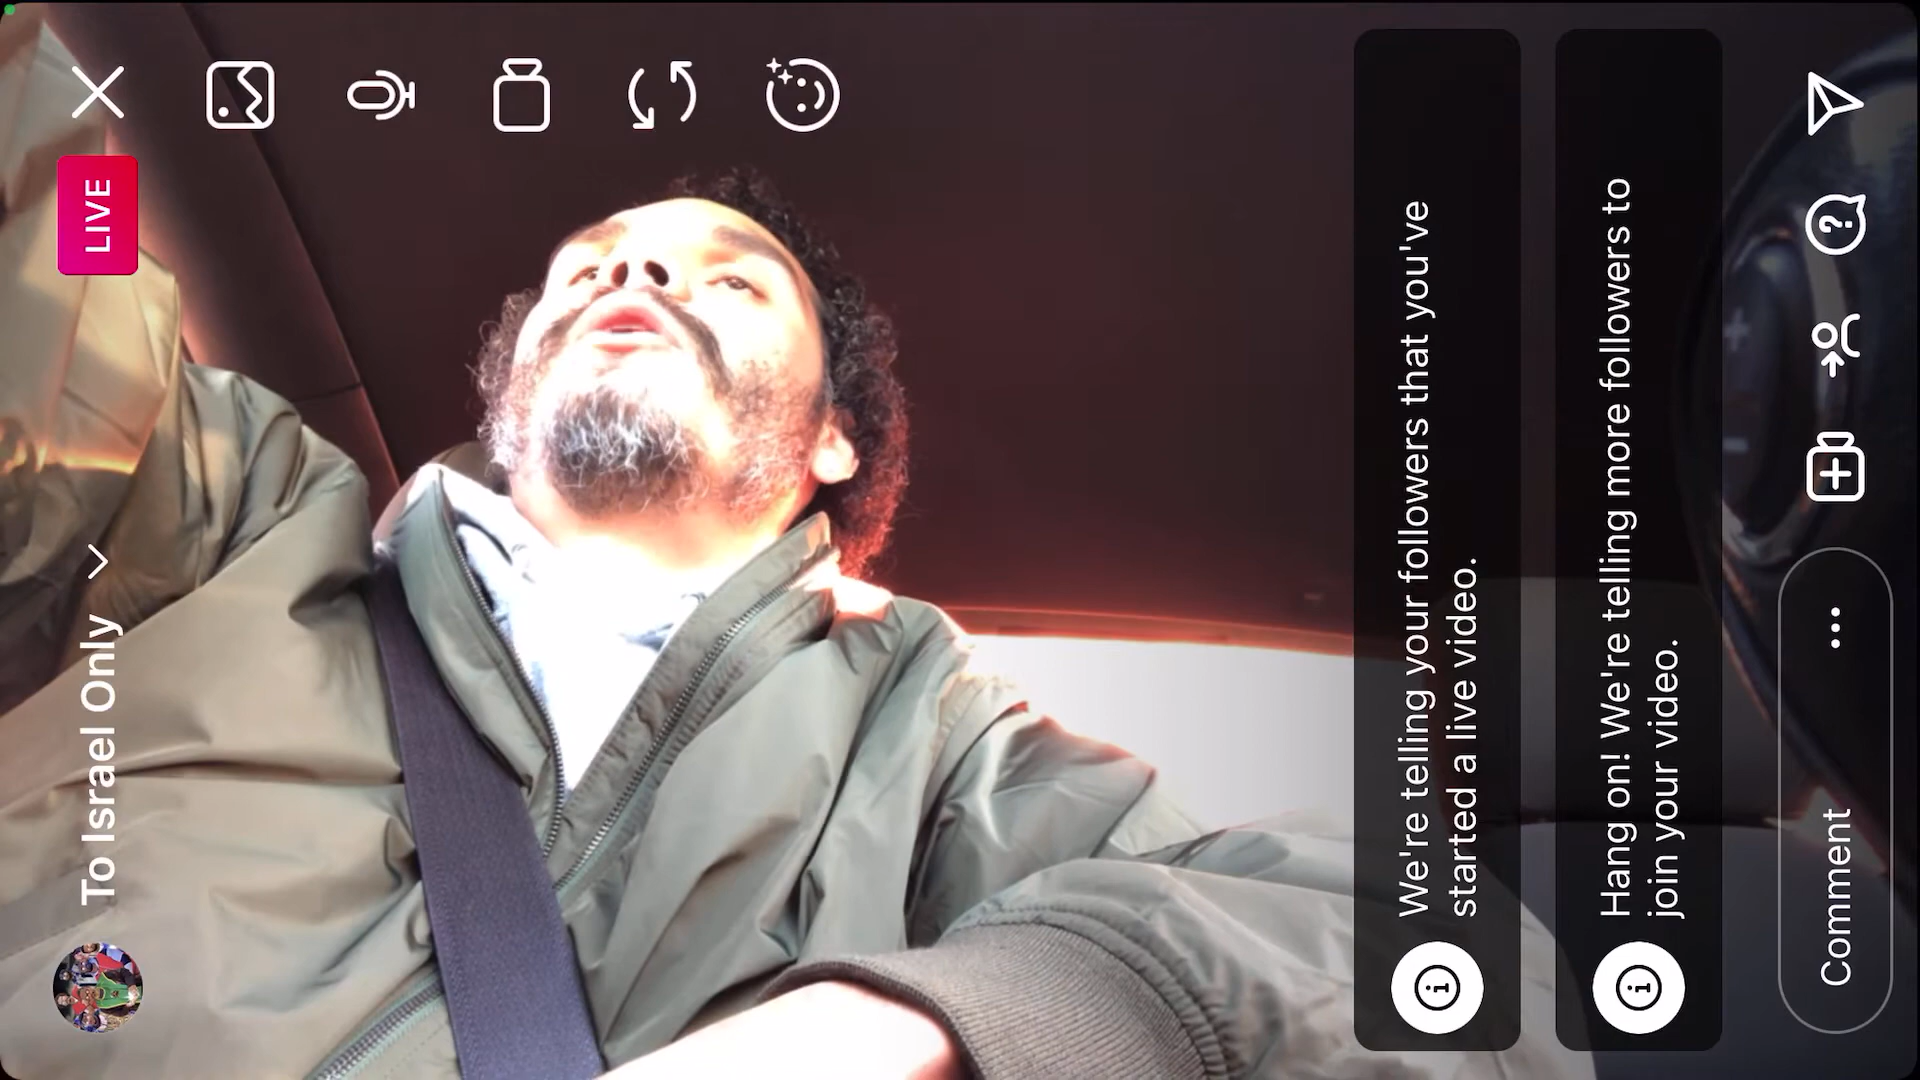 To Israel Only
LIVE
We're telling your followers that you've
started a live video.
Hang on! We're telling more followers to
join your video.
Comment